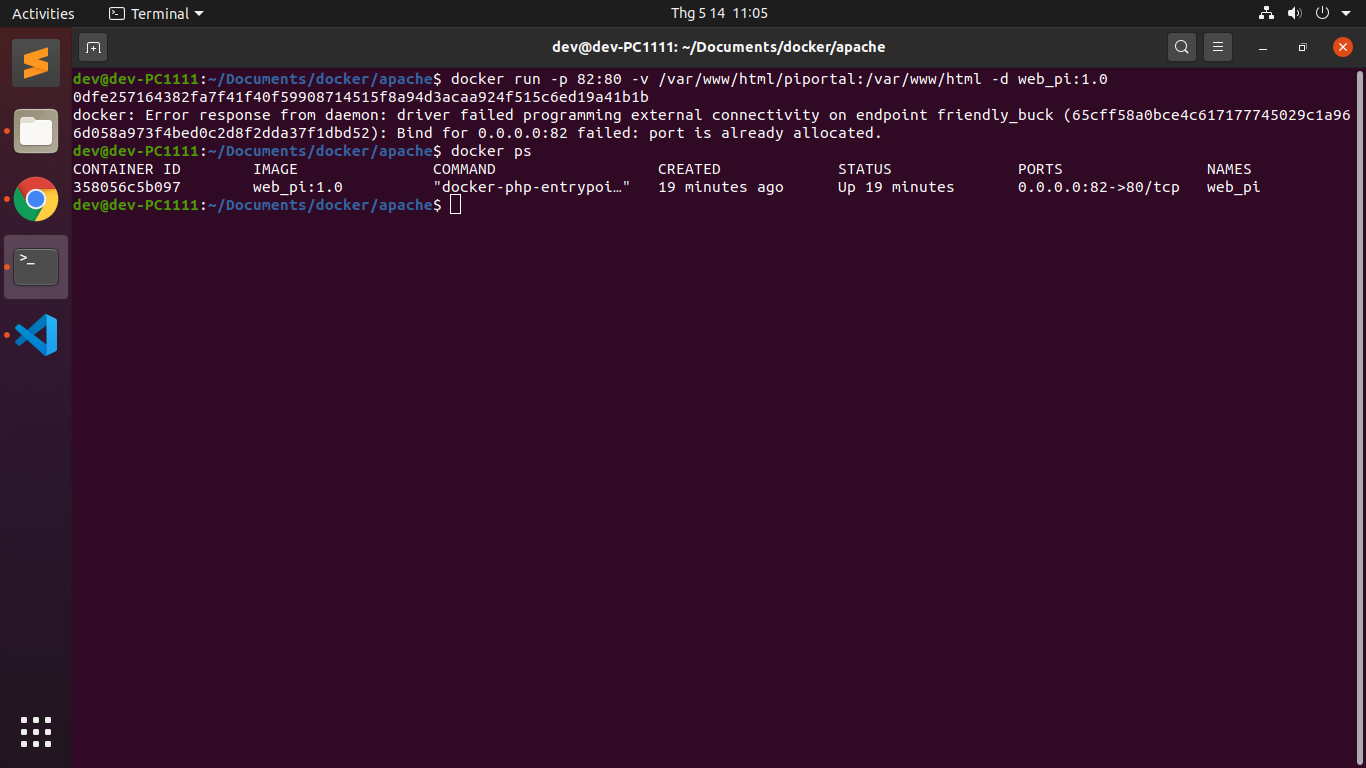 Activities
Terminal
Thg 5 14 11:05
dev@dev-PC1111: ~/Documents/docker/apache
dev@dev-PC1111:~/Documents/docker/apache$ docker run -p 82:80 -v /var/www/html/piportal:/var/www/html -d web_pi:1.0
0dfe257164382fa7f41f40f59908714515f8a94d3acaa924f515c6ed19a41b1b
docker: Error response from daemon: driver failed programming external connectivity on endpoint friendly_buck (65cff58a0bce4c617177745029c1a96
6d058a973f4bed0c2d8f2dda37f1dbd52): Bind for 0.0.0.0:82 failed: port is already allocated.
dev@dev-PC1111:~/Documents/docker/apache$ docker ps
CONTAINER ID        IMAGE               COMMAND                  CREATED             STATUS              PORTS                NAMES
358056c5b097        web_pi:1.0          "docker-php-entrypoi…"   19 minutes ago      Up 19 minutes       0.0.0.0:82->80/tcp   web_pi
dev@dev-PC1111:~/Documents/docker/apache$